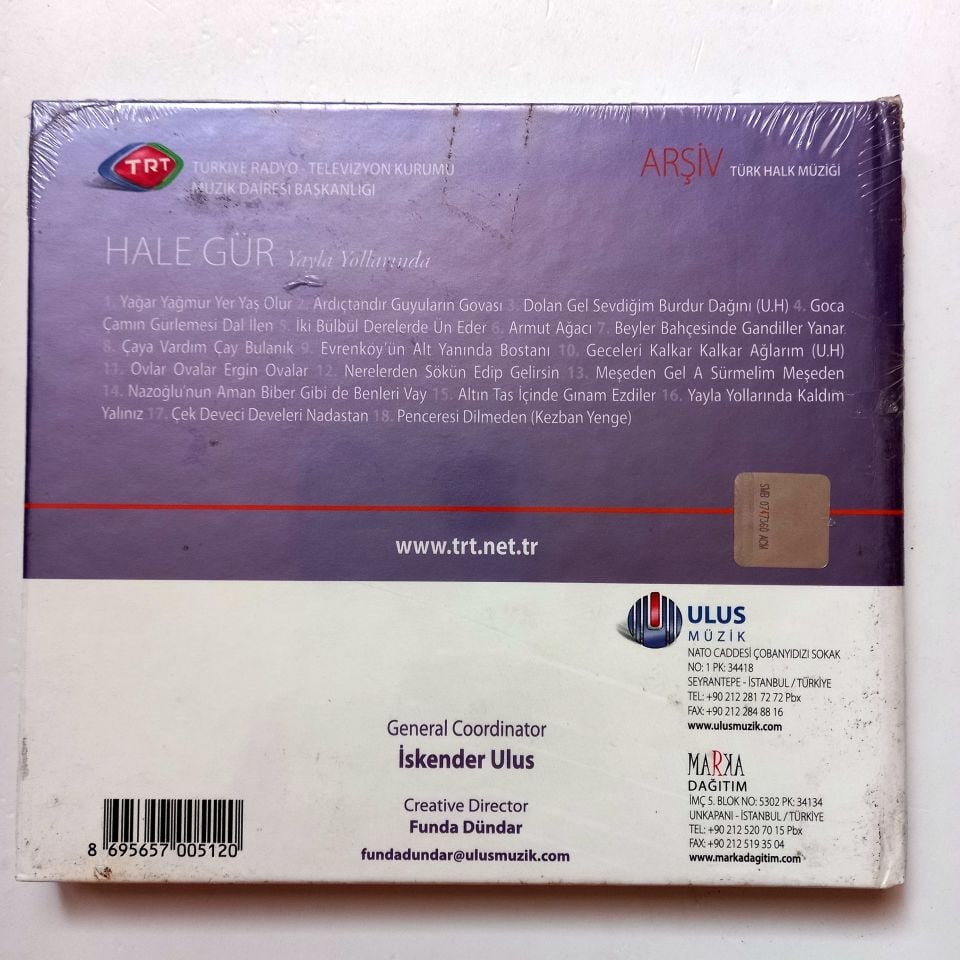 TRT
TÜRKİYE RADYO - TELEVİZYON KURUMU
MÜZİK DAİRESİ BAŞKANLIĞI
ARŞİV TÜRK HALK MÜZİĞİ
HALE GÜR Yayla Yollarında
1. Yağar Yağmur Yer Yaş Olur 2. Ardıçtandır Guyuların Govası 3. Dolan Gel Sevdiğim Burdur Dağını (U.H) 4. Goca
Çamın Gürlemesi Dal İlen 5. İki Bülbül Derelerde Ün Eder 6. Armut Ağacı 7. Beyler Bahçesinde Gandiller Yanar
8. Çaya Vardım Çay Bulanık 9. Evrenköy'ün Alt Yanında Bostanı 10. Geceleri Kalkar Kalkar Ağlarım (U.H)
11. Ovlar Ovalar Ergin Ovalar 12. Nerelerden Sökün Edip Gelirsin 13. Meşeden Gel A Sürmelim Meşeden
14. Nazoğlu'nun Aman Biber Gibi de Benleri Vay 15. Altın Tas İçinde Gınam Ezdiler 16. Yayla Yollarında Kaldım
Yalınız 17. Çek Deveci Develeri Nadastan 18. Penceresi Dilmeden (Kezban Yenge)
SMB 0747360 ACM
www.trt.net.tr
ULUS
MÜZİK
NATO CADDESİ ÇOBANYIDIZI SOKAK
NO: 1 PK: 34418
SEYRANTEPE - İSTANBUL / TÜRKİYE
TEL: +90 212 281 72 72 Pbx
FAX: +90 212 284 88 16
www.ulusmuzik.com
General Coordinator
İskender Ulus
Creative Director
Funda Dündar
fundadundar@ulusmuzik.com
MARKA
DAĞITIM
İMÇ 5. BLOK NO: 5302 PK: 34134
UNKAPANI - İSTANBUL / TÜRKİYE
TEL: +90 212 520 70 15 Pbx
FAX: +90 212 519 35 04
www.markadagitim.com
8 695657 005120